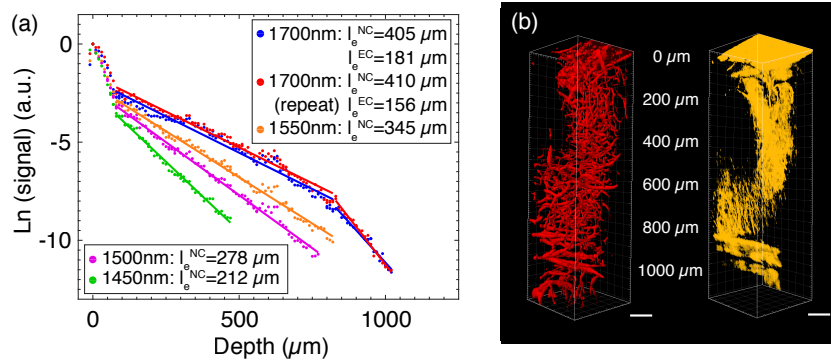 (a)
0
-5
-10
Ln (signal) (a.u.)
0
500
1000
Depth (µm)
1700nm: l_e^NC=405 µm
l_e^EC=181 µm
1700nm: l_e^NC=410 µm
(repeat) l_e^EC=156 µm
1550nm: l_e^NC=345 µm
1500nm: l_e^NC=278 µm
1450nm: l_e^NC=212 µm
(b)
0 µm
200 µm
400 µm
600 µm
800 µm
1000 µm